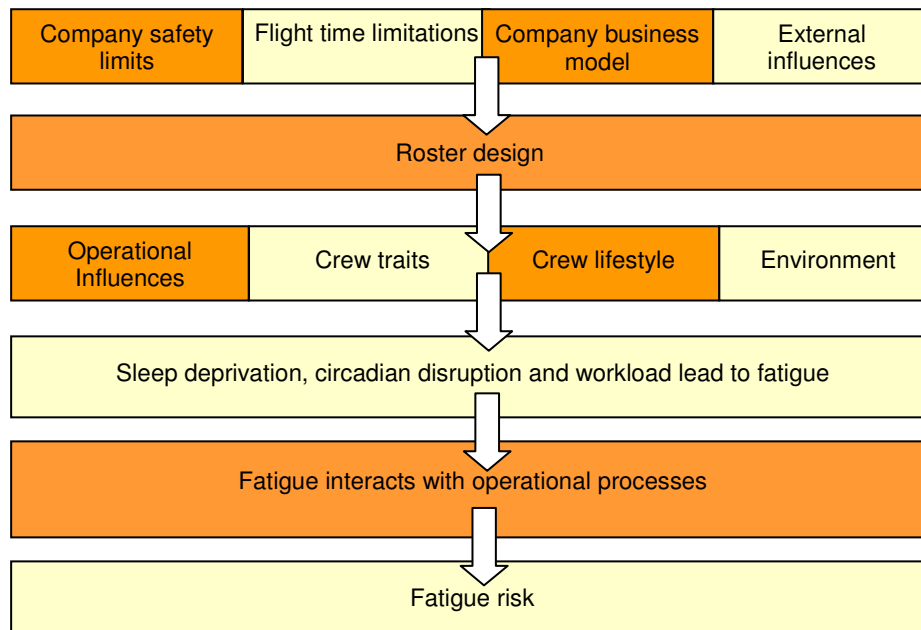 Company safety
limits
Flight time limitations
Company business
model
External
influences
Roster design
Operational
Influences
Crew traits
Crew lifestyle
Environment
Sleep deprivation, circadian disruption and workload lead to fatigue
Fatigue interacts with operational processes
Fatigue risk